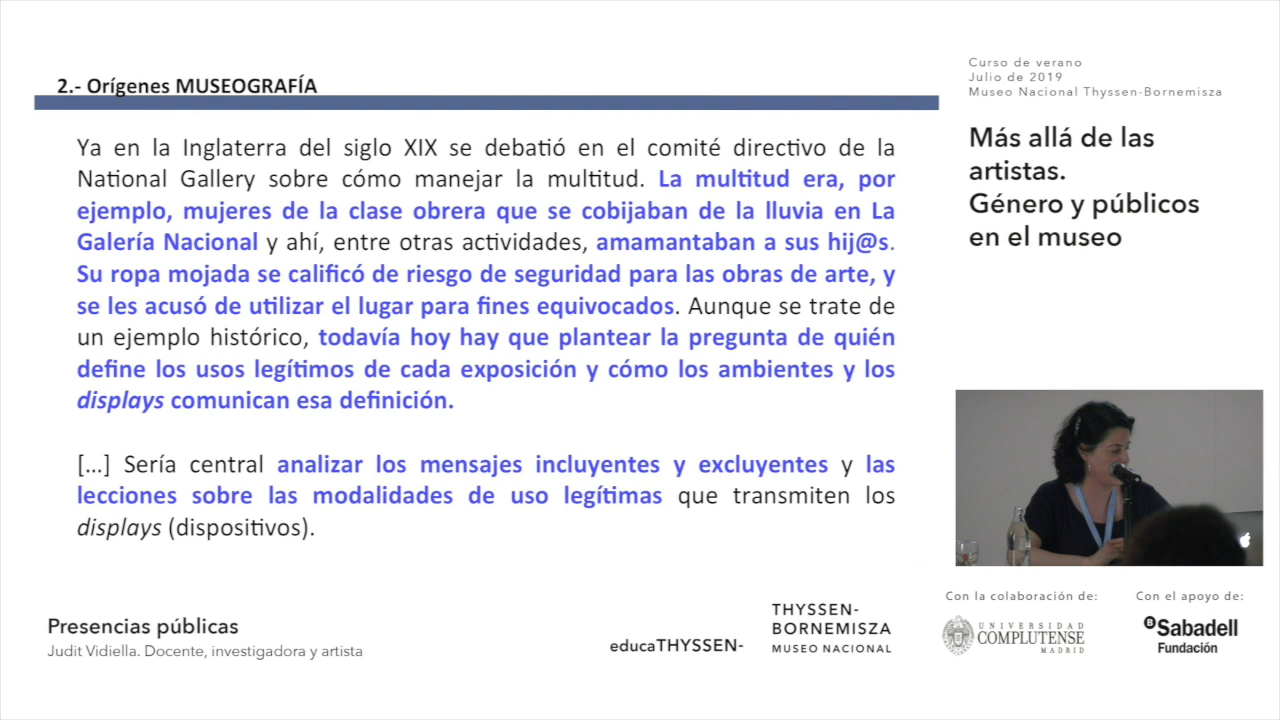 2.- Orígenes MUSEOGRAFÍA
Ya en la Inglaterra del siglo XIX se debatió en el comité directivo de la
National Gallery sobre cómo manejar la multitud. La multitud era, por
ejemplo, mujeres de la clase obrera que se cobijaban de la lluvia en La
Galería Nacional y ahí, entre otras actividades, amamantaban a sus hij@s.
Su ropa mojada se calificó de riesgo de seguridad para las obras de arte, y
se les acusó de utilizar el lugar para fines equivocados. Aunque se trate de
un ejemplo histórico, todavía hoy hay que plantear la pregunta de quién
define los usos legítimos de cada exposición y cómo los ambientes y los
displays comunican esa definición.
[...] Sería central analizar los mensajes incluyentes y excluyentes y las
lecciones sobre las modalidades de uso legítimas que transmiten los
displays (dispositivos).
Curso de verano
Julio de 2019
Museo Nacional Thyssen-Bornemisza
Más allá de las
artistas.
Género y públicos
en el museo
Presencias públicas
Judit Vidiella. Docente, investigadora y artista
educaTHYSSEN-
THYSSEN-
BORNEMISZA
MUSEO NACIONAL
Con la colaboración de:
UNIVERSIDAD
COMPLUTENSE
MADRID
Con el apoyo de:
B Sabadell
Fundación